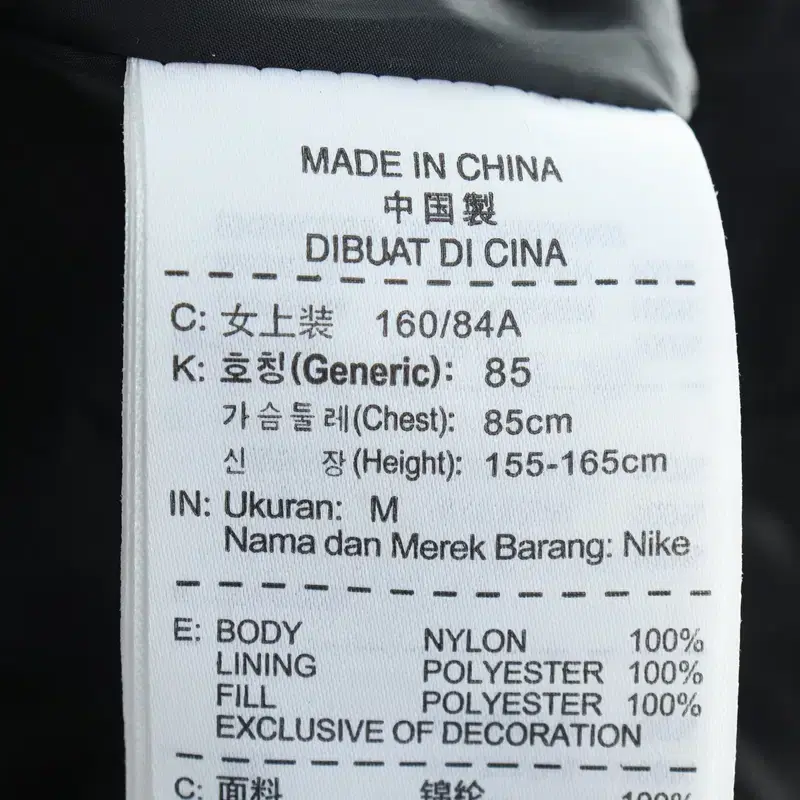 MADE IN CHINA
中国製
DIBUAT DI CINA
C: 女上装 160/84A
K: 호칭(Generic): 85
가슴둘레(Chest): 85cm
신 장(Height): 155-165cm
IN: Ukuran: M
Nama dan Merek Barang: Nike
E: BODY NYLON 100%
LINING POLYESTER 100%
FILL POLYESTER 100%
EXCLUSIVE OF DECORATION
C: 面料 锦纶 100%